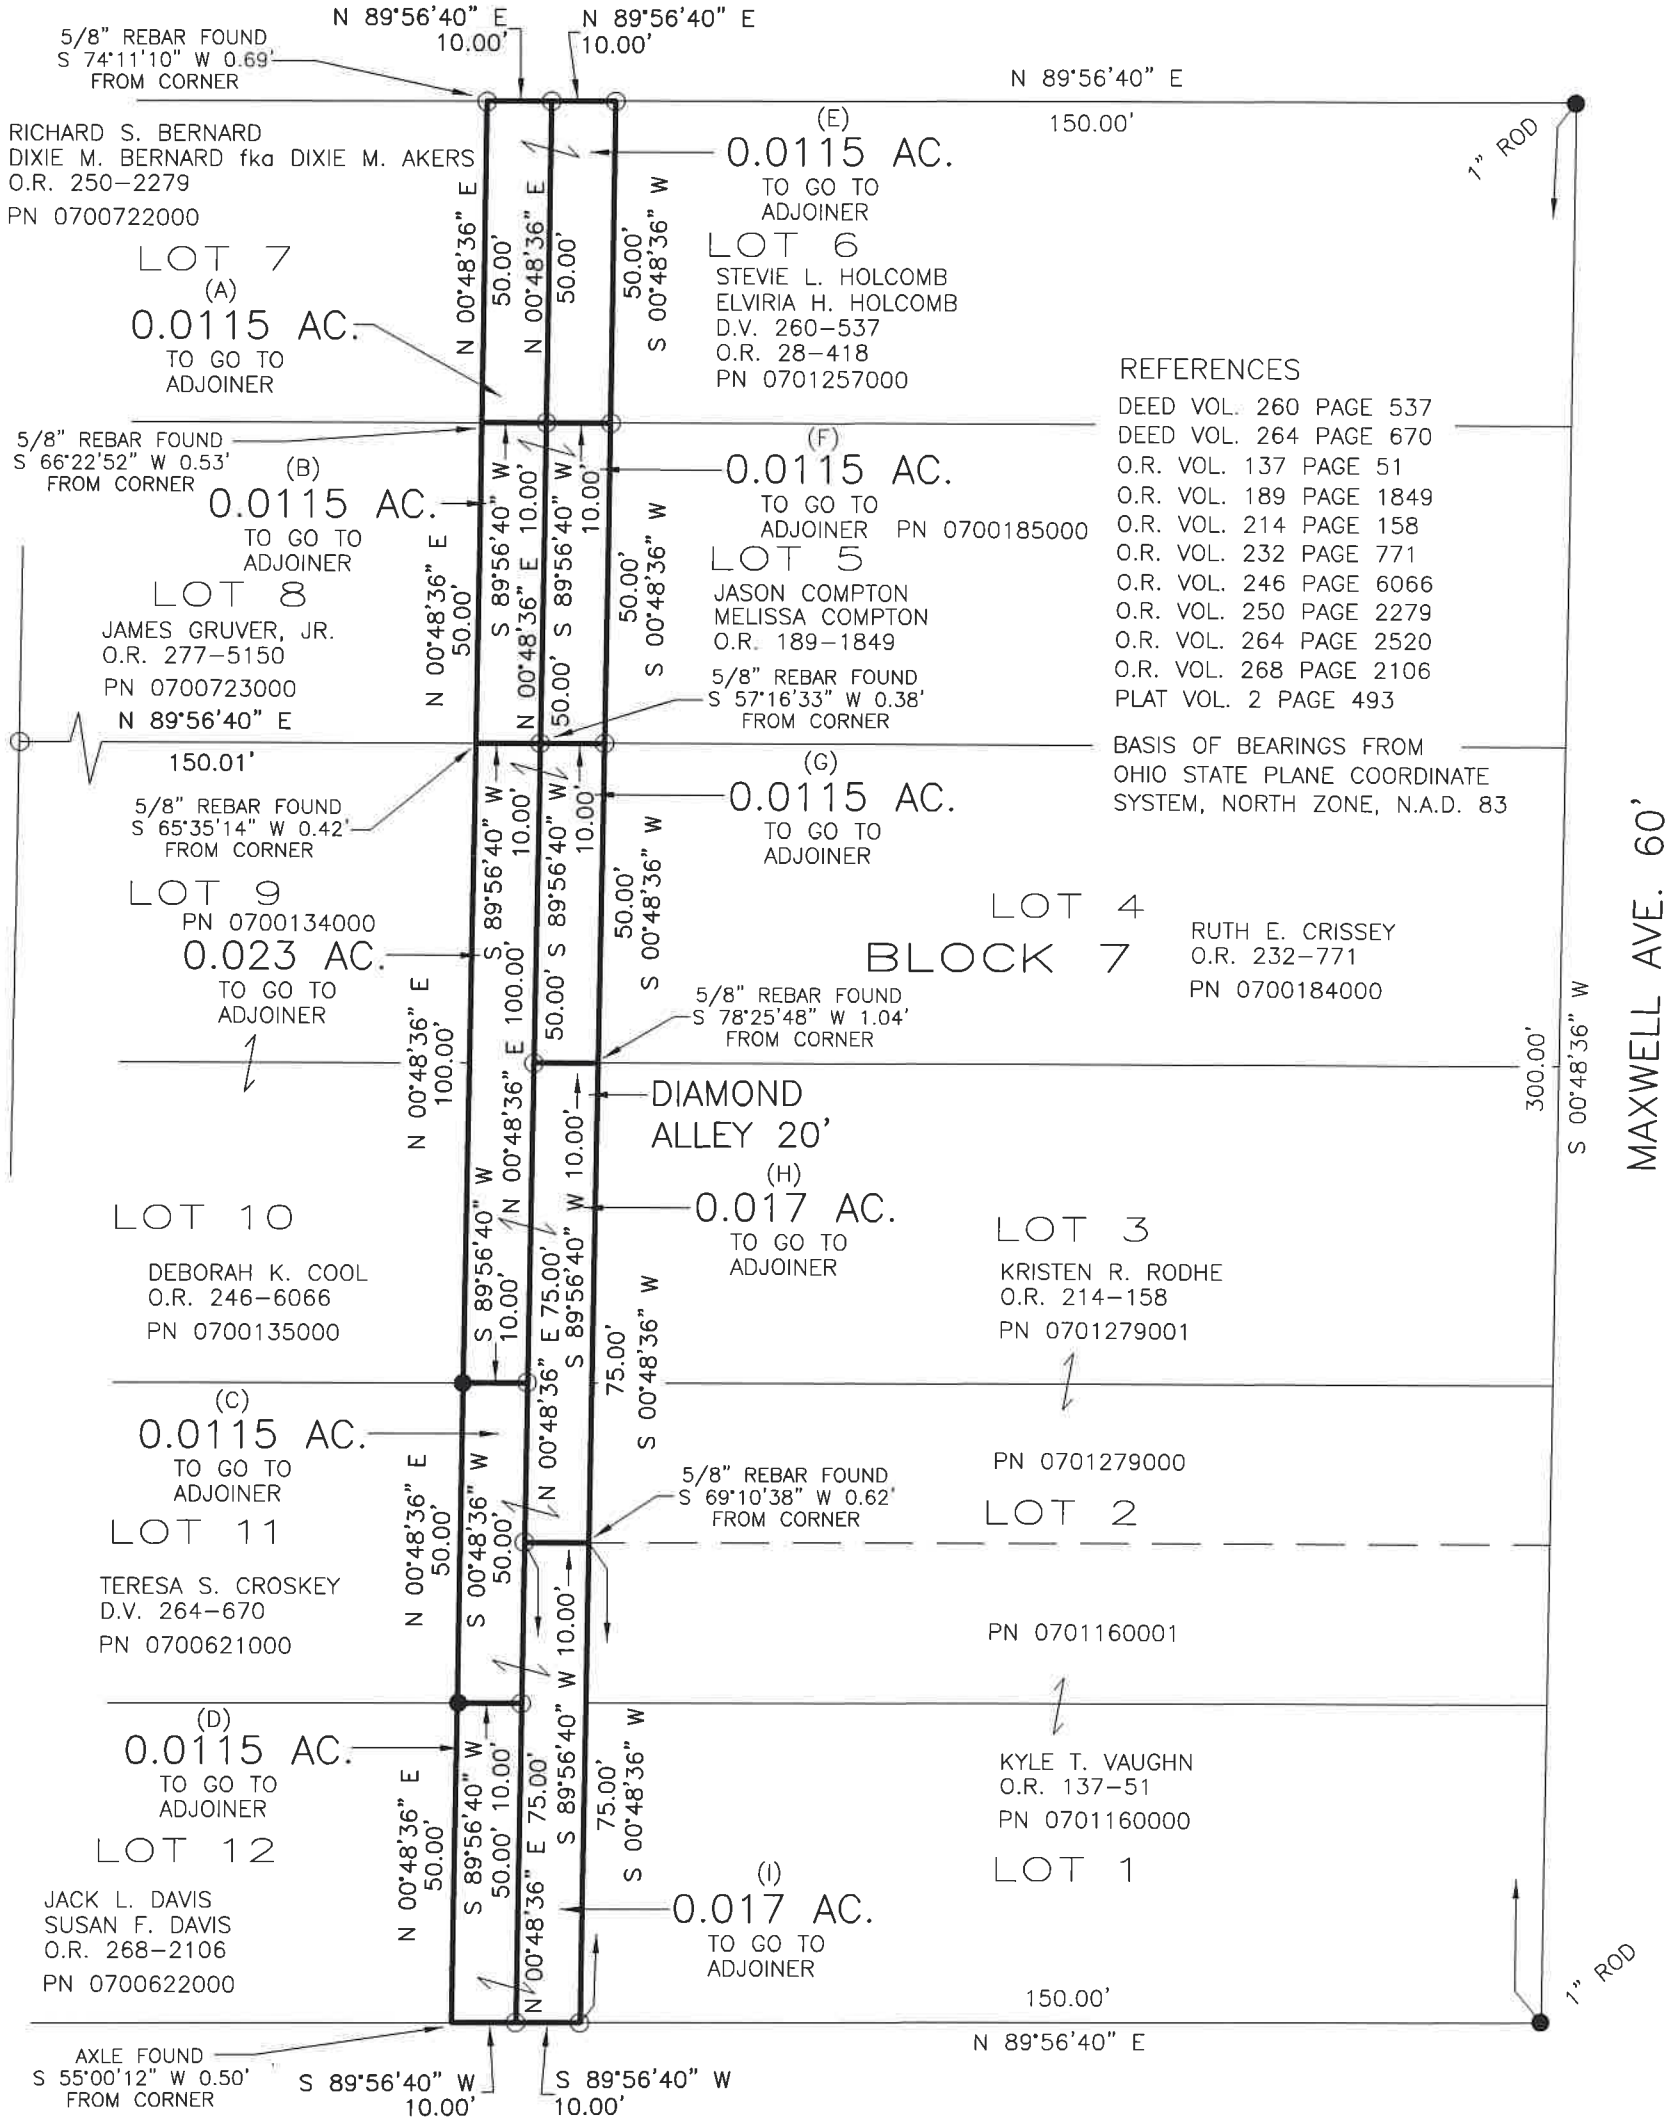 N 89°56'40" E
10.00'
N 89°56'40" E
10.00'
5/8" REBAR FOUND
S 74°11'10" W 0.69'
FROM CORNER
N 89°56'40" E
150.00'
1" ROD
RICHARD S. BERNARD
DIXIE M. BERNARD fka DIXIE M. AKERS
O.R. 250-2279
PN 0700722000
LOT 7
(A)
0.0115 AC.
TO GO TO
ADJOINER
N 00°48'36" E
50.00'
N 00°48'36" E
50.00'
50.00'
S 00°48'36" W
(E)
0.0115 AC.
TO GO TO
ADJOINER
LOT 6
STEVIE L. HOLCOMB
ELVIRIA H. HOLCOMB
D.V. 260-537
O.R. 28-418
PN 0701257000
REFERENCES
DEED VOL. 260 PAGE 537
DEED VOL. 264 PAGE 670
O.R. VOL. 137 PAGE 51
O.R. VOL. 189 PAGE 1849
O.R. VOL. 214 PAGE 158
O.R. VOL. 232 PAGE 771
O.R. VOL. 246 PAGE 6066
O.R. VOL. 250 PAGE 2279
O.R. VOL. 264 PAGE 2520
O.R. VOL. 268 PAGE 2106
PLAT VOL. 2 PAGE 493
BASIS OF BEARINGS FROM
OHIO STATE PLANE COORDINATE
SYSTEM, NORTH ZONE, N.A.D. 83
5/8" REBAR FOUND
S 66°22'52" W 0.53'
FROM CORNER
(B)
0.0115 AC.
TO GO TO
ADJOINER
LOT 8
JAMES GRUVER, JR.
O.R. 277-5150
PN 0700723000
N 89°56'40" E
150.01'
N 00°48'36" E
50.00'
S 89°56'40" W
10.00'
N 00°48'36" E
50.00'
S 89°56'40" W
10.00'
50.00'
S 00°48'36" W
(F)
0.0115 AC.
TO GO TO
ADJOINER PN 0700185000
LOT 5
JASON COMPTON
MELISSA COMPTON
O.R. 189-1849
5/8" REBAR FOUND
S 57°16'33" W 0.38'
FROM CORNER
5/8" REBAR FOUND
S 65°35'14" W 0.42'
FROM CORNER
LOT 9
PN 0700134000
0.023 AC.
TO GO TO
ADJOINER
N 00°48'36" E
100.00'
S 89°56'40" W
10.00'
N 00°48'36" E 100.00'
50.00' S 89°56'40" W
10.00'
50.00'
S 00°48'36" W
(G)
0.0115 AC.
TO GO TO
ADJOINER
LOT 4
BLOCK 7
RUTH E. CRISSEY
O.R. 232-771
PN 0700184000
5/8" REBAR FOUND
S 78°25'48" W 1.04'
FROM CORNER
300.00'
S 00°48'36" W
MAXWELL AVE. 60'
DIAMOND
ALLEY 20'
(H)
0.017 AC.
TO GO TO
ADJOINER
LOT 10
DEBORAH K. COOL
O.R. 246-6066
PN 0700135000
S 89°56'40" W
10.00'
N 00°48'36" E 75.00'
S 89°56'40" W 10.00'
75.00'
S 00°48'36" W
LOT 3
KRISTEN R. RODHE
O.R. 214-158
PN 0701279001
(C)
0.0115 AC.
TO GO TO
ADJOINER
LOT 11
TERESA S. CROSKEY
D.V. 264-670
PN 0700621000
N 00°48'36" E
50.00'
S 00°48'36" W
50.00'
5/8" REBAR FOUND
S 69°10'38" W 0.62'
FROM CORNER
PN 0701279000
LOT 2
PN 0701160001
(D)
0.0115 AC.
TO GO TO
ADJOINER
LOT 12
JACK L. DAVIS
SUSAN F. DAVIS
O.R. 268-2106
PN 0700622000
N 00°48'36" E
50.00'
S 89°56'40" W
50.00' 10.00'
N 00°48'36" E 75.00'
S 89°56'40" W 10.00'
75.00'
S 00°48'36" W
KYLE T. VAUGHN
O.R. 137-51
PN 0701160000
LOT 1
(I)
0.017 AC.
TO GO TO
ADJOINER
150.00'
N 89°56'40" E
1" ROD
AXLE FOUND
S 55°00'12" W 0.50'
FROM CORNER
S 89°56'40" W
10.00'
S 89°56'40" W
10.00'